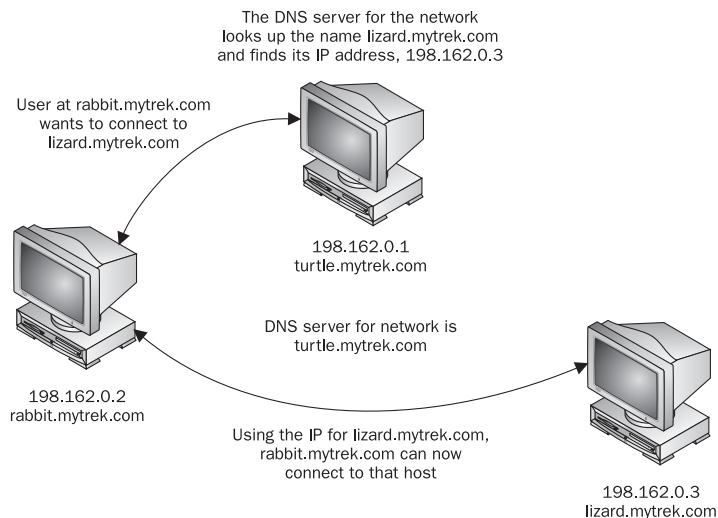 The DNS server for the network
looks up the name lizard.mytrek.com
and finds its IP address, 198.162.0.3
User at rabbit.mytrek.com
wants to connect to
lizard.mytrek.com
198.162.0.1
turtle.mytrek.com
DNS server for network is
turtle.mytrek.com
198.162.0.2
rabbit.mytrek.com
Using the IP for lizard.mytrek.com,
rabbit.mytrek.com can now
connect to that host
198.162.0.3
lizard.mytrek.com